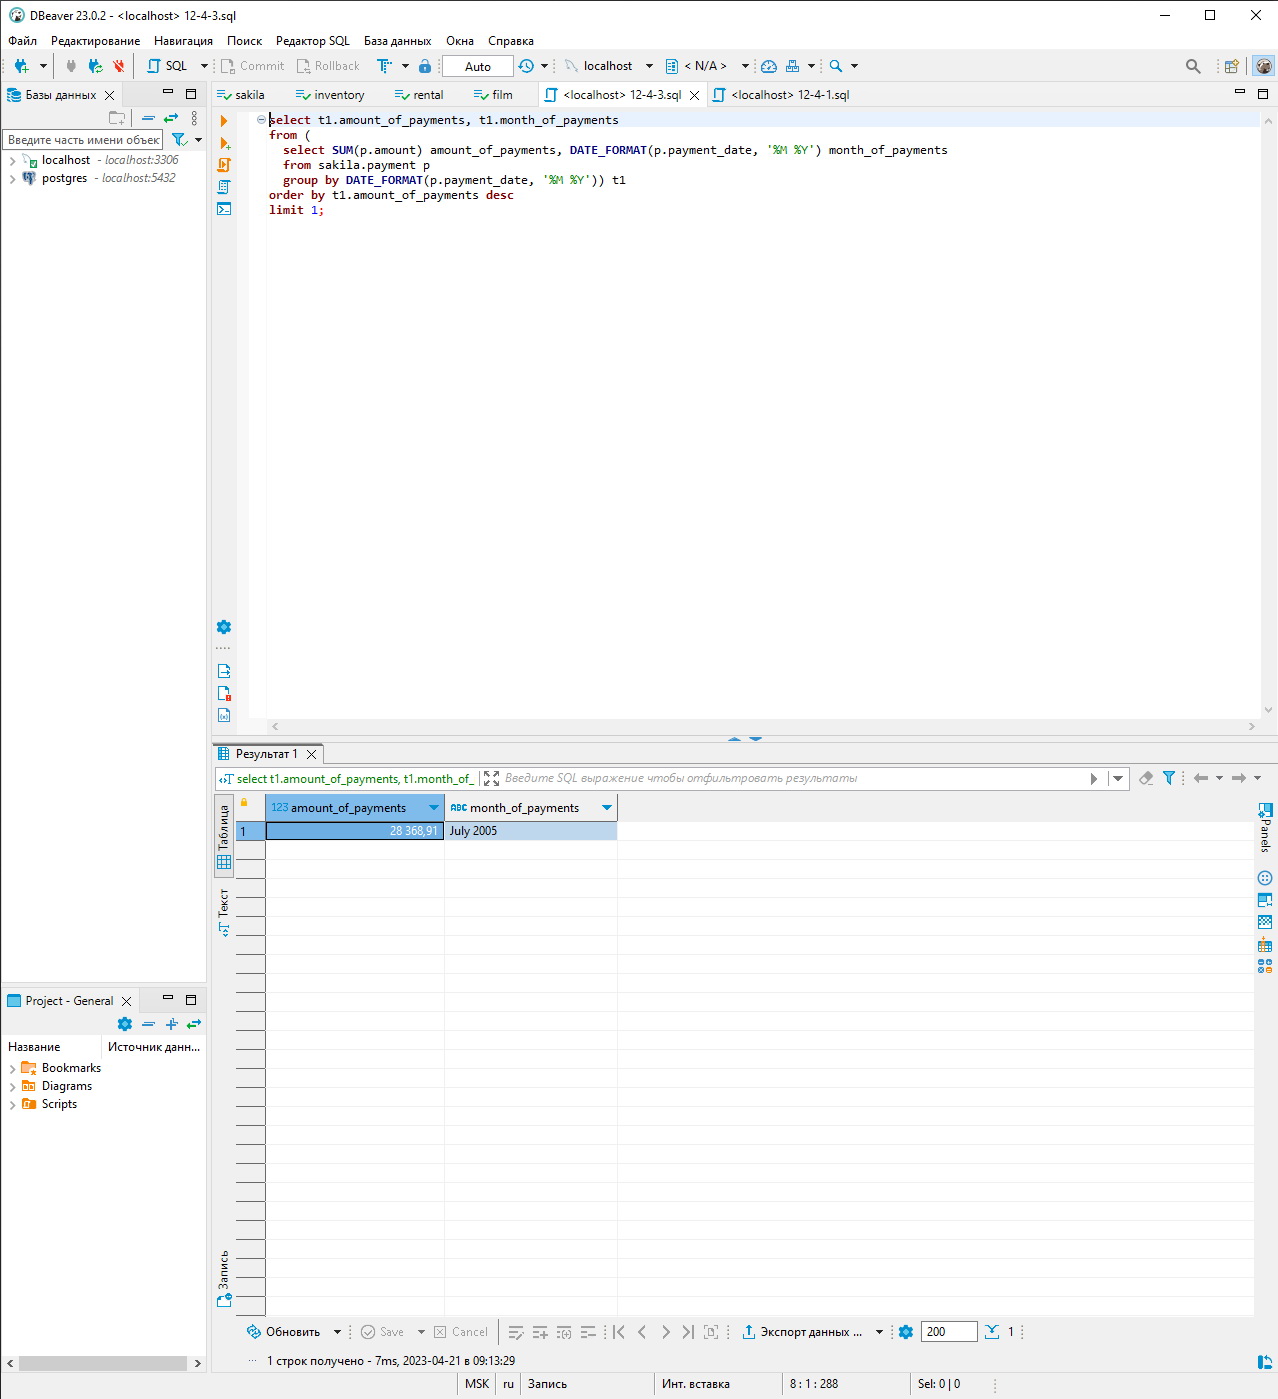 DBeaver 23.0.2 - <localhost> 12-4-3.sql
Файл Редактирование Навигация Поиск Редактор SQL База данных Окна Справка
SQL Commit Rollback Auto localhost < N/A >
Базы данных
sakila inventory rental film <localhost> 12-4-3.sql <localhost> 12-4-1.sql
Введите часть имени объек
localhost - localhost:3306
postgres - localhost:5432
select t1.amount_of_payments, t1.month_of_payments
from (
select SUM(p.amount) amount_of_payments, DATE_FORMAT(p.payment_date, '%M %Y') month_of_payments
from sakila.payment p
group by DATE_FORMAT(p.payment_date, '%M %Y')) t1
order by t1.amount_of_payments desc
limit 1;
Результат 1
select t1.amount_of_payments, t1.month_of_
Введите SQL выражение чтобы отфильтровать результаты
Таблица
Текст
Запись
123 amount_of_payments ABC month_of_payments
1 28 368,91 July 2005
Panels
Project - General
Название Источник данн...
Bookmarks
Diagrams
Scripts
Обновить Save Cancel Экспорт данных ... 200 1
1 строк получено - 7ms, 2023-04-21 в 09:13:29
MSK ru Запись Инт. вставка 8 : 1 : 288 Sel: 0 | 0